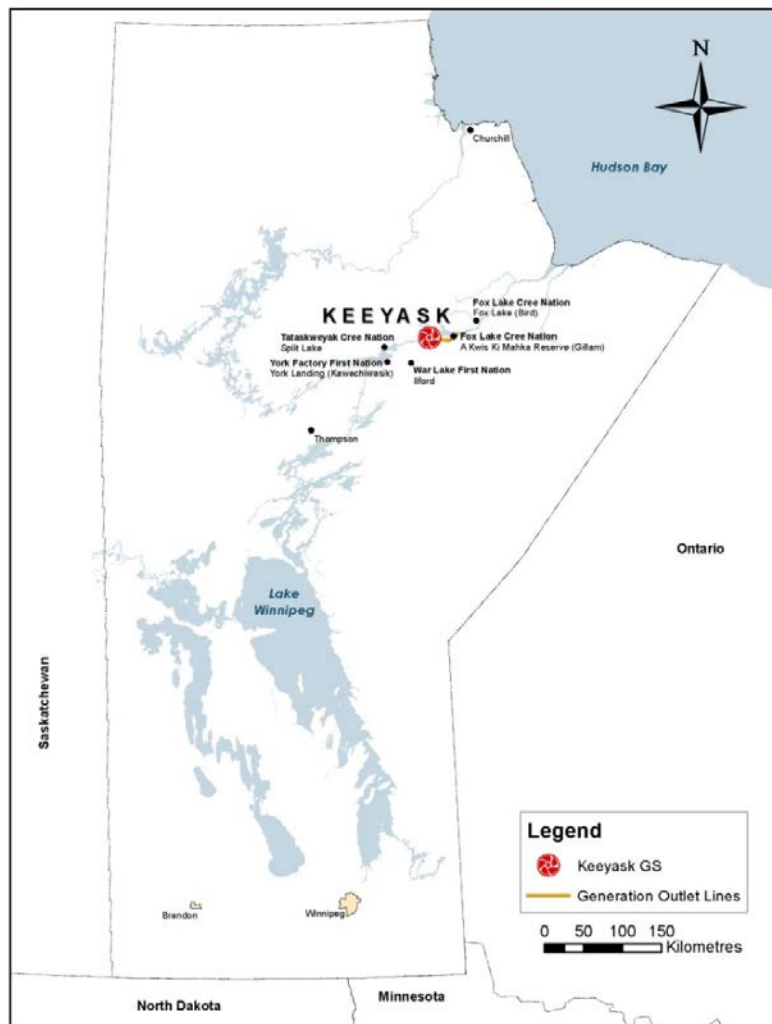 N
Churchill
Hudson Bay
Fox Lake Cree Nation
Fox Lake (Bird)
KEEYASK
Tataskweyak Cree Nation
Split Lake
Fox Lake Cree Nation
A Kwis Ki Mahka Reserve (Gillam)
York Factory First Nation
York Landing (Kawechiwasik)
War Lake First Nation
Ilford
Thompson
Ontario
Lake
Winnipeg
Saskatchewan
Legend
Keeyask GS
Generation Outlet Lines
0 50 100 150
Kilometres
Brandon
Winnipeg
North Dakota
Minnesota